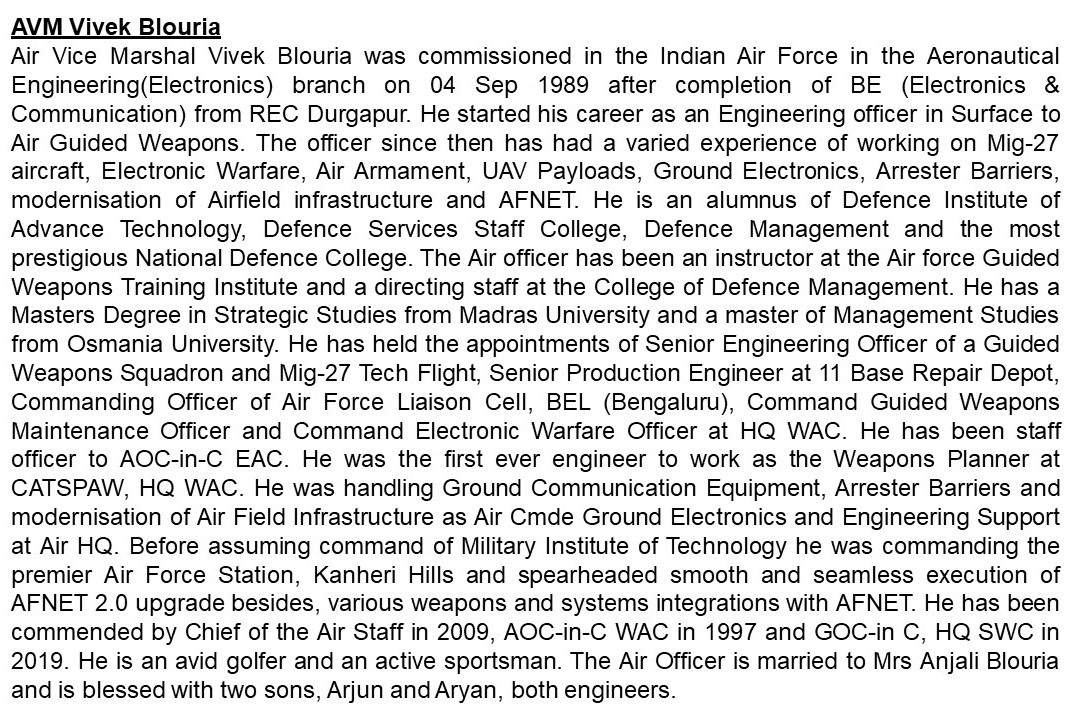 AVM Vivek Blouria
Air Vice Marshal Vivek Blouria was commissioned in the Indian Air Force in the Aeronautical
Engineering(Electronics) branch on 04 Sep 1989 after completion of BE (Electronics &
Communication) from REC Durgapur. He started his career as an Engineering officer in Surface to
Air Guided Weapons. The officer since then has had a varied experience of working on Mig-27
aircraft, Electronic Warfare, Air Armament, UAV Payloads, Ground Electronics, Arrester Barriers,
modernisation of Airfield infrastructure and AFNET. He is an alumnus of Defence Institute of
Advance Technology, Defence Services Staff College, Defence Management and the most
prestigious National Defence College. The Air officer has been an instructor at the Air force Guided
Weapons Training Institute and a directing staff at the College of Defence Management. He has a
Masters Degree in Strategic Studies from Madras University and a master of Management Studies
from Osmania University. He has held the appointments of Senior Engineering Officer of a Guided
Weapons Squadron and Mig-27 Tech Flight, Senior Production Engineer at 11 Base Repair Depot,
Commanding Officer of Air Force Liaison Cell, BEL (Bengaluru), Command Guided Weapons
Maintenance Officer and Command Electronic Warfare Officer at HQ WAC. He has been staff
officer to AOC-in-C EAC. He was the first ever engineer to work as the Weapons Planner at
CATSPAW, HQ WAC. He was handling Ground Communication Equipment, Arrester Barriers and
modernisation of Air Field Infrastructure as Air Cmde Ground Electronics and Engineering Support
at Air HQ. Before assuming command of Military Institute of Technology he was commanding the
premier Air Force Station, Kanheri Hills and spearheaded smooth and seamless execution of
AFNET 2.0 upgrade besides, various weapons and systems integrations with AFNET. He has been
commended by Chief of the Air Staff in 2009, AOC-in-C WAC in 1997 and GOC-in C, HQ SWC in
2019. He is an avid golfer and an active sportsman. The Air Officer is married to Mrs Anjali Blouria
and is blessed with two sons, Arjun and Aryan, both engineers.